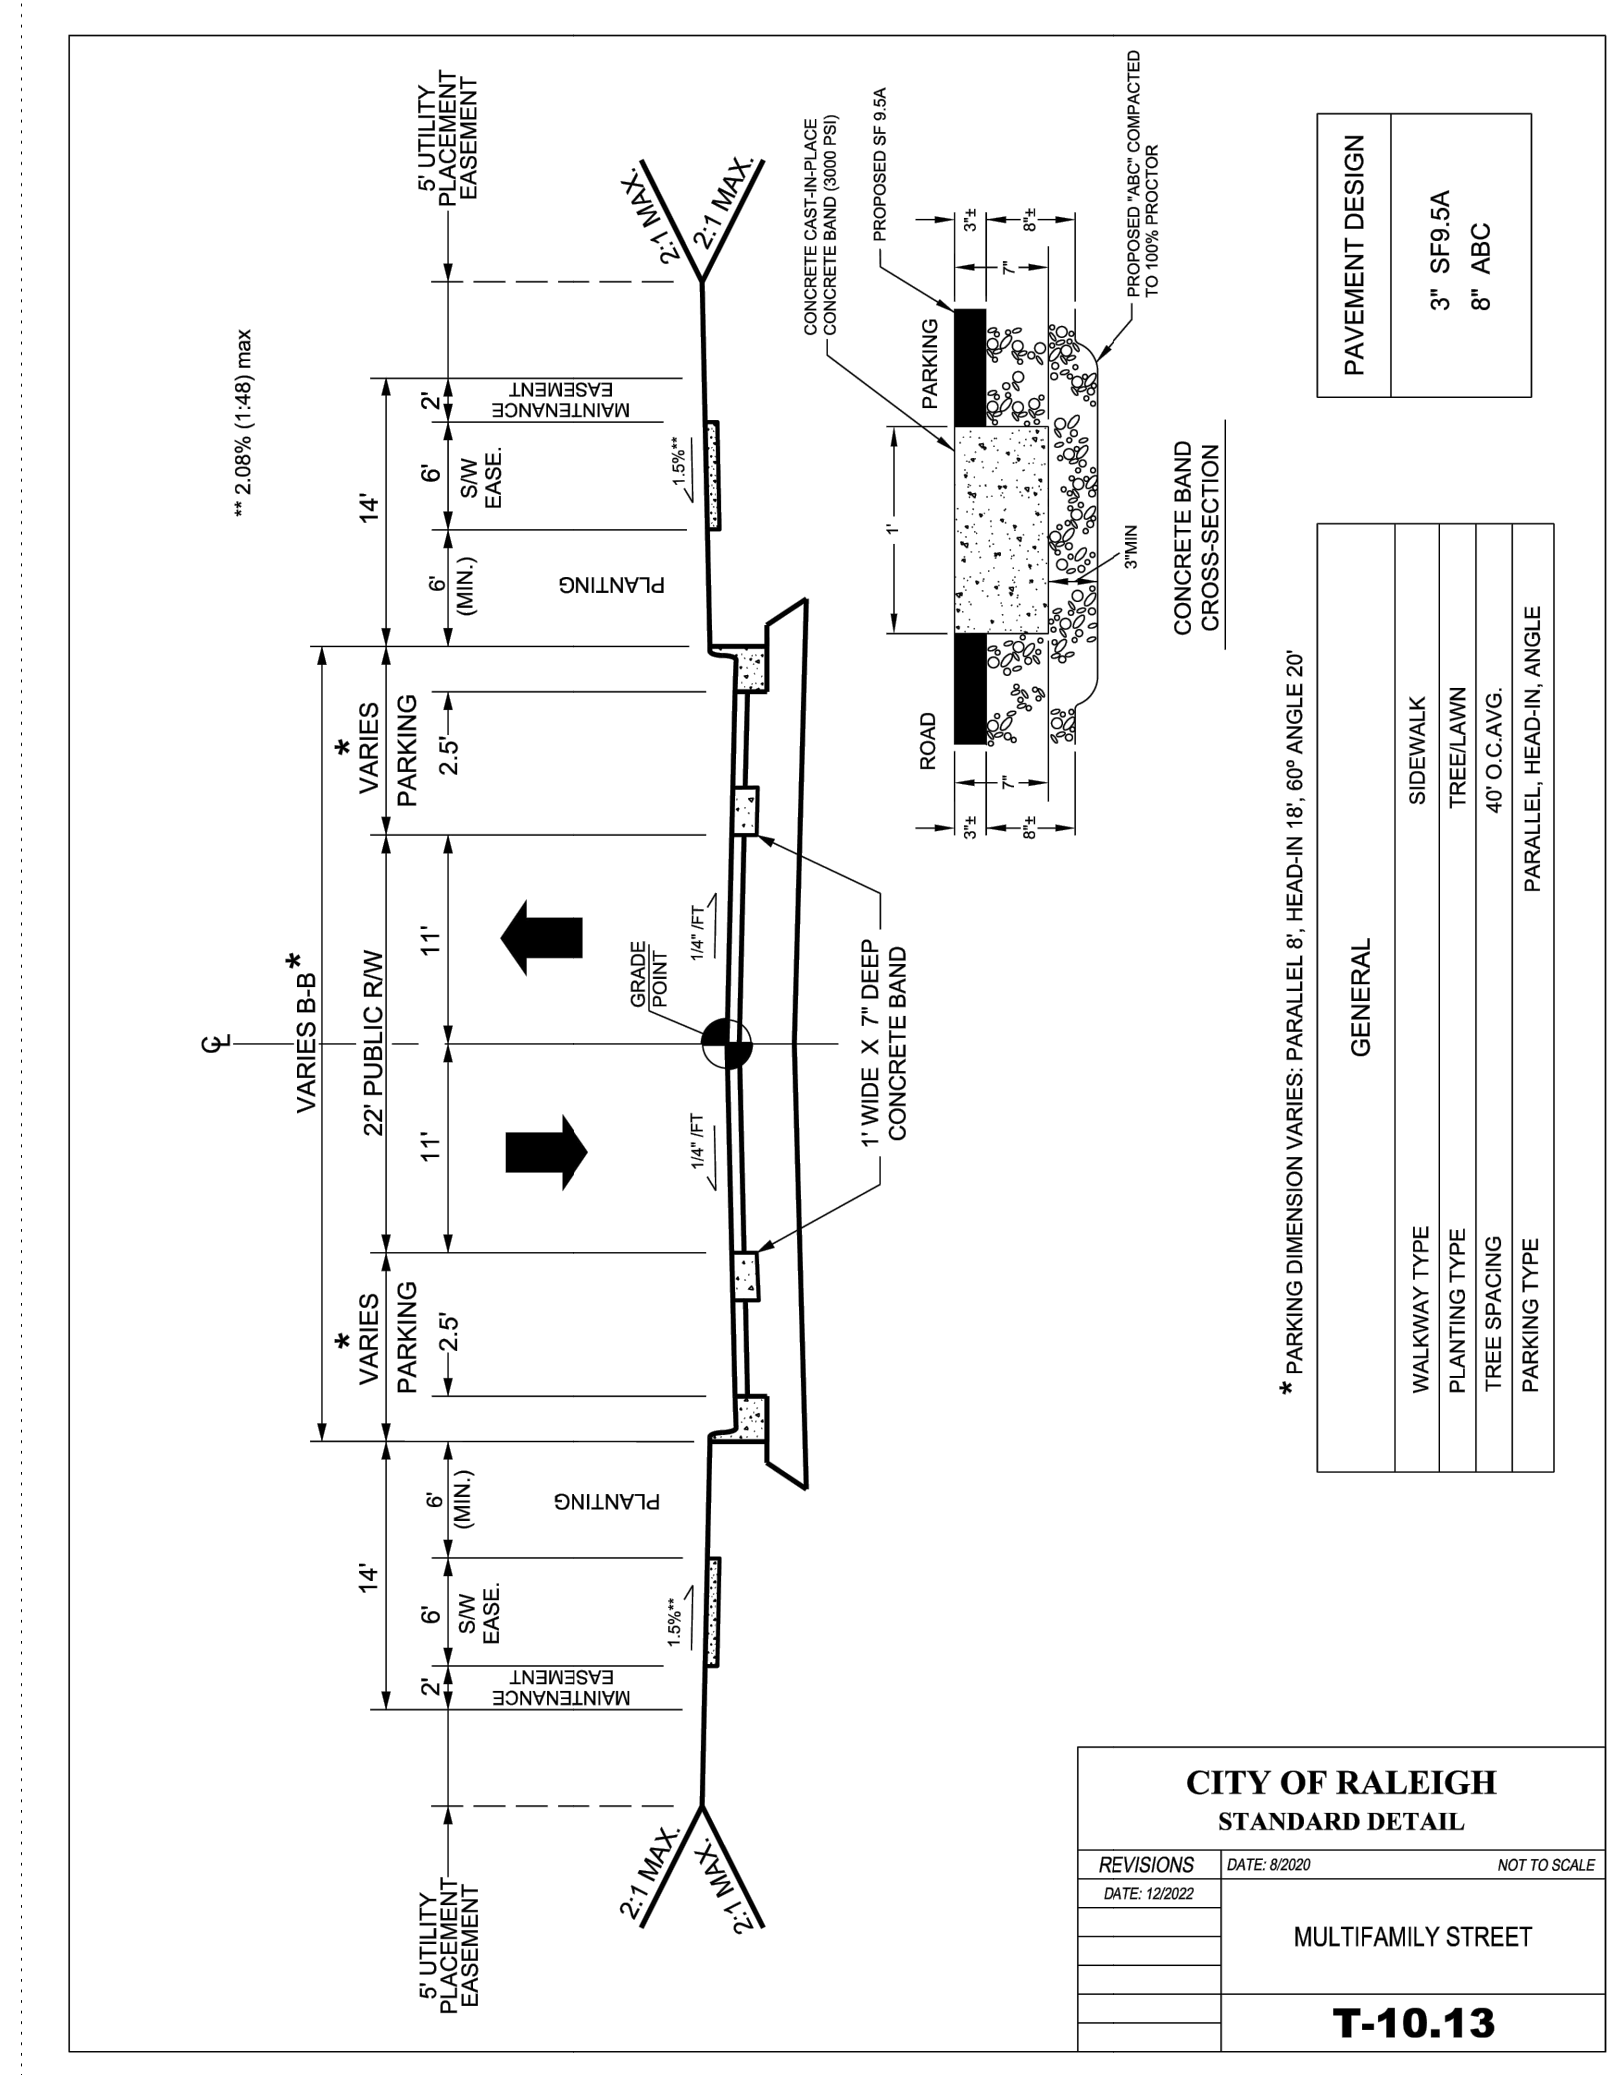 ** 2.08% (1:48) max
℄
VARIES B-B*
14'
*
VARIES
PARKING
22' PUBLIC R/W
*
VARIES
PARKING
14'
5' UTILITY
PLACEMENT
EASEMENT
2'
6'
S/W
EASE.
6'
(MIN.)
2.5'
11'
11'
2.5'
6'
(MIN.)
6'
S/W
EASE.
2'
5' UTILITY
PLACEMENT
EASEMENT
MAINTENANCE
EASEMENT
PLANTING
PLANTING
MAINTENANCE
EASEMENT
2:1 MAX.
2:1 MAX.
1.5%**
1/4" /FT
GRADE
POINT
1/4" /FT
1.5%**
2:1 MAX.
2:1 MAX.
1' WIDE X 7" DEEP
CONCRETE BAND
CONCRETE CAST-IN-PLACE
CONCRETE BAND (3000 PSI)
PROPOSED SF 9.5A
ROAD
1'
PARKING
3"±
8"±
7"
7"
3"±
8"±
3"MIN
PROPOSED "ABC" COMPACTED
TO 100% PROCTOR
CONCRETE BAND
CROSS-SECTION
* PARKING DIMENSION VARIES: PARALLEL 8', HEAD-IN 18', 60º ANGLE 20'
GENERAL
WALKWAY TYPE SIDEWALK
PLANTING TYPE TREE/LAWN
TREE SPACING 40' O.C.AVG.
PARKING TYPE PARALLEL, HEAD-IN, ANGLE
PAVEMENT DESIGN
3" SF9.5A
8" ABC
CITY OF RALEIGH
STANDARD DETAIL
REVISIONS
DATE: 8/2020
NOT TO SCALE
DATE: 12/2022
MULTIFAMILY STREET
T-10.13